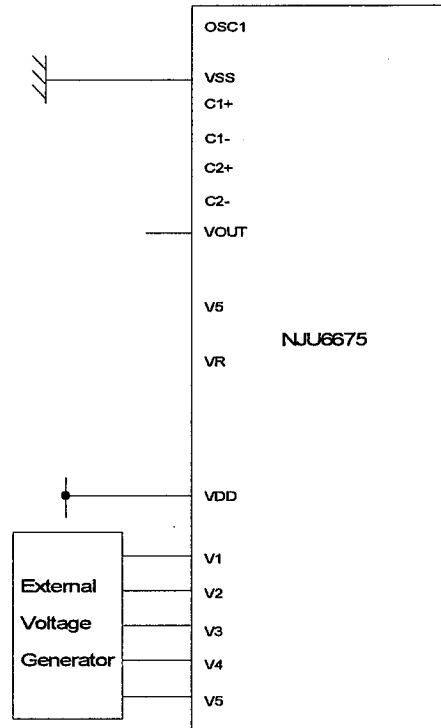 OSC1
VSS
C1+
C1-
C2+
C2-
VOUT
V5
NJU6675
VR
VDD
V1
External
V2
Voltage
V3
Generator
V4
V5